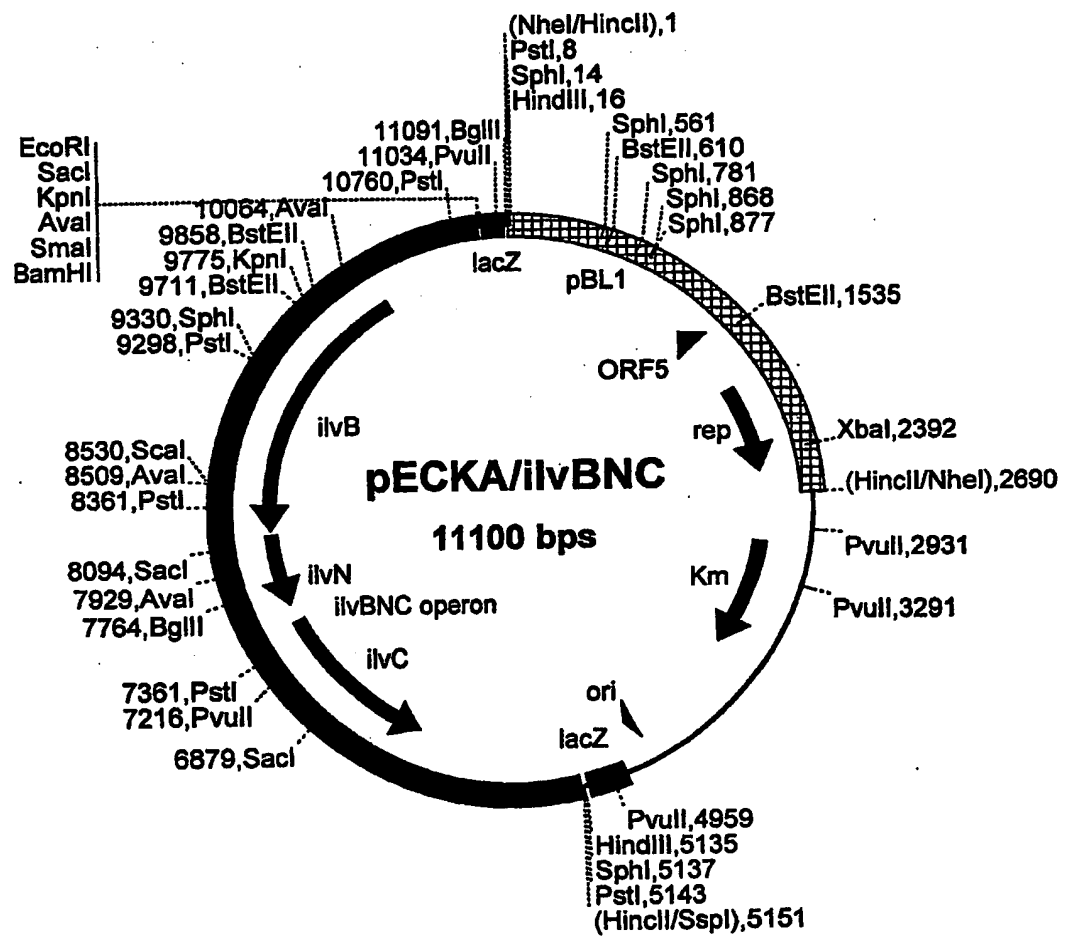 (NheI/HincII),1
PstI,8
SphI,14
HindIII,16
11091,BglII
11034,PvuII
10760,PstI
EcoRI
SacI
KpnI
AvaI
SmaI
BamHI
10064,AvaI
9858,BstEII
9775,KpnI
9711,BstEII
9330,SphI
9298,PstI
SphI,561
BstEII,610
SphI,781
SphI,868
SphI,877
lacZ
pBL1
BstEII,1535
ORF5
rep
XbaI,2392
(HincII/NheI),2690
ilvB
8530,ScaI
8509,AvaI
8361,PstI
pECKA/ilvBNC
11100 bps
PvuII,2931
Km
PvuII,3291
8094,SacI
7929,AvaI
7764,BglII
ilvN
ilvBNC operon
ilvC
7361,PstI
7216,PvuII
6879,SacI
ori
lacZ
PvuII,4959
HindIII,5135
SphI,5137
PstI,5143
(HincII/SspI),5151